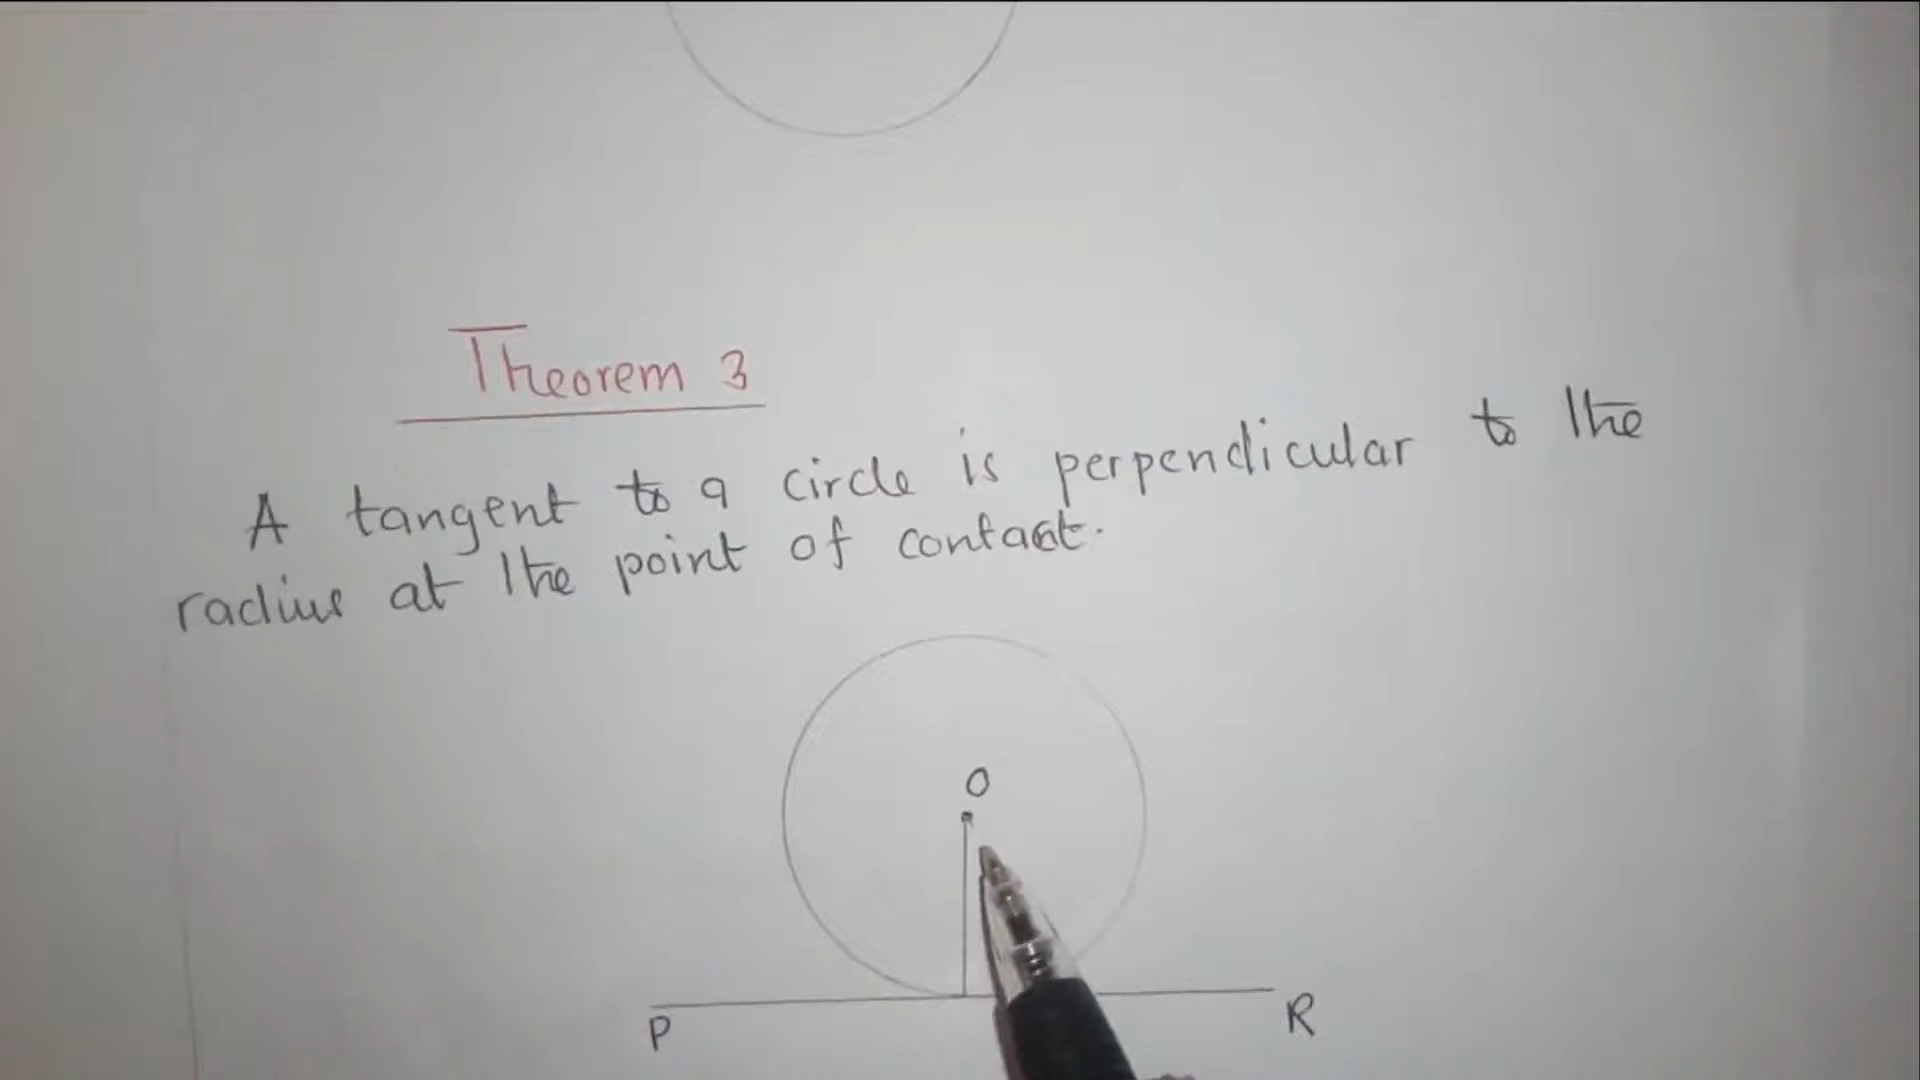 Theorem 3
A tangent to a circle is perpendicular to the
radius at the point of contact.
O
P
R